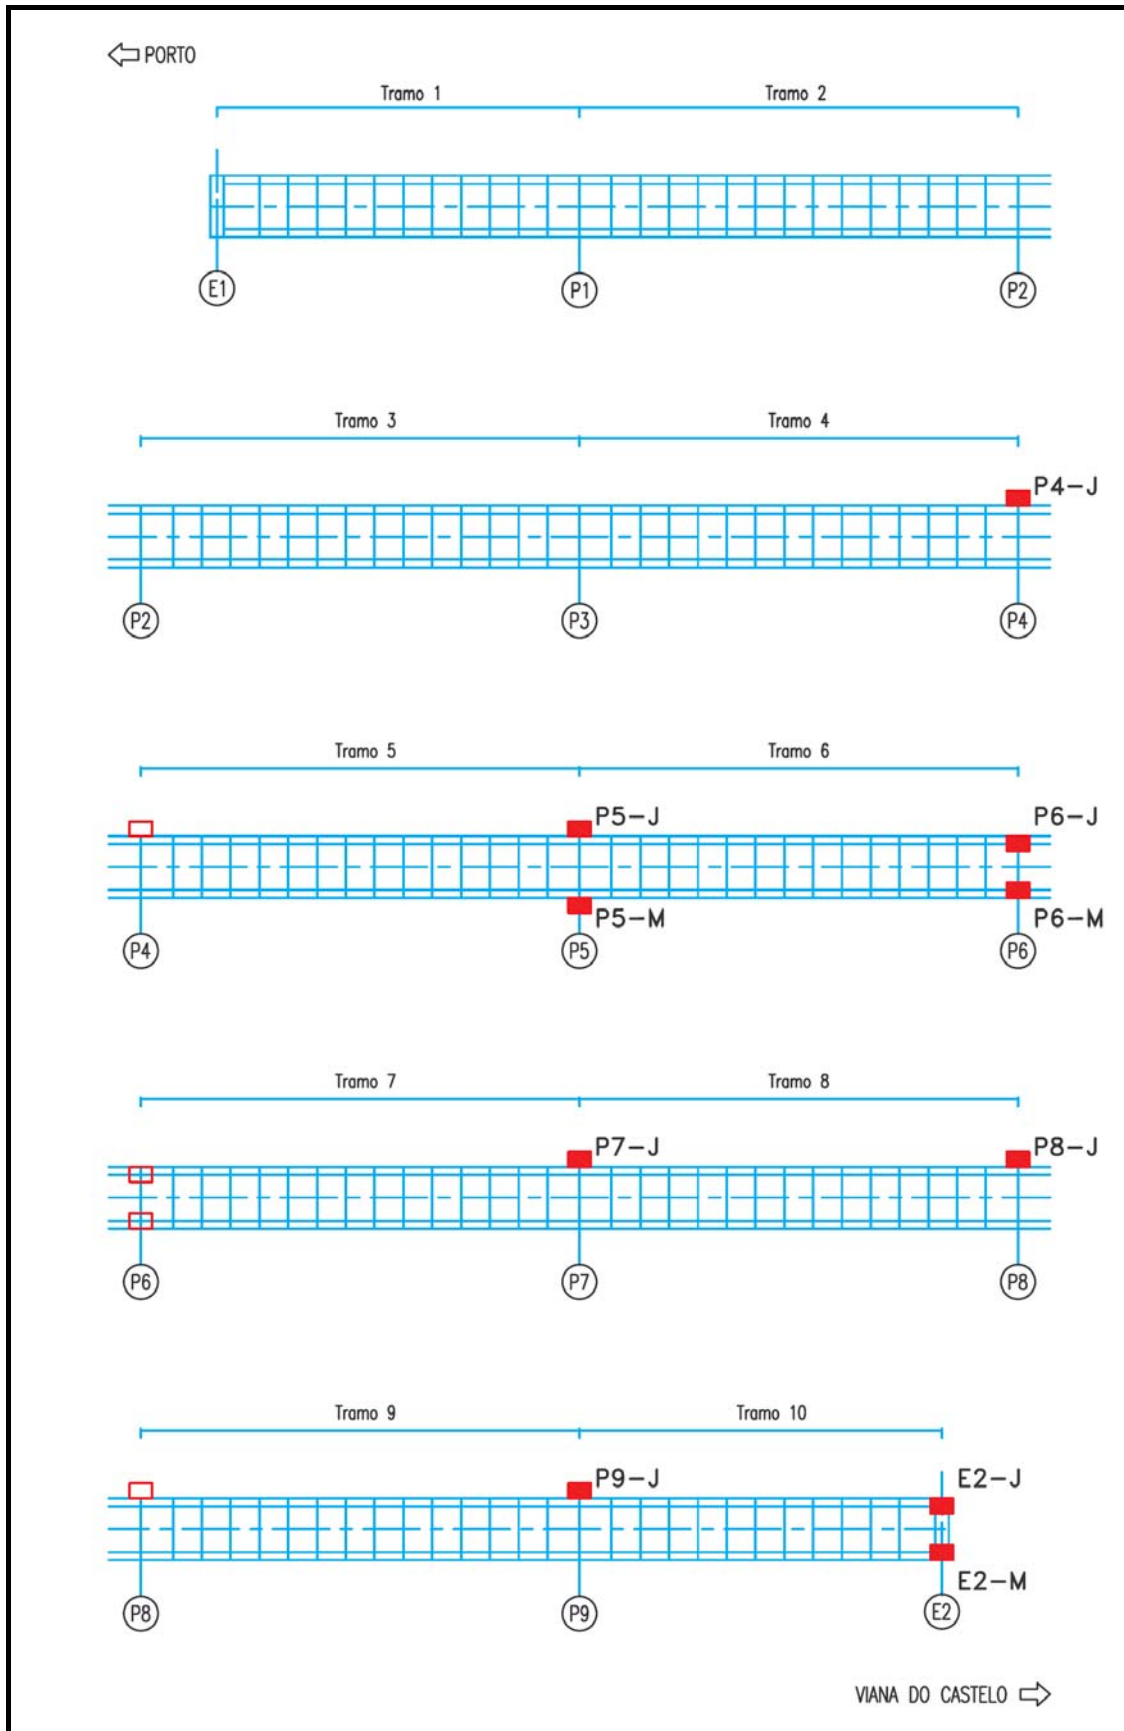 PORTO
Tramo 1 Tramo 2
E1 P1 P2
Tramo 3 Tramo 4
P4-J
P2 P3 P4
Tramo 5 Tramo 6
P5-J P6-J
P5-M P6-M
P4 P5 P6
Tramo 7 Tramo 8
P7-J P8-J
P6 P7 P8
Tramo 9 Tramo 10
P9-J E2-J
E2-M
P8 P9 E2
VIANA DO CASTELO